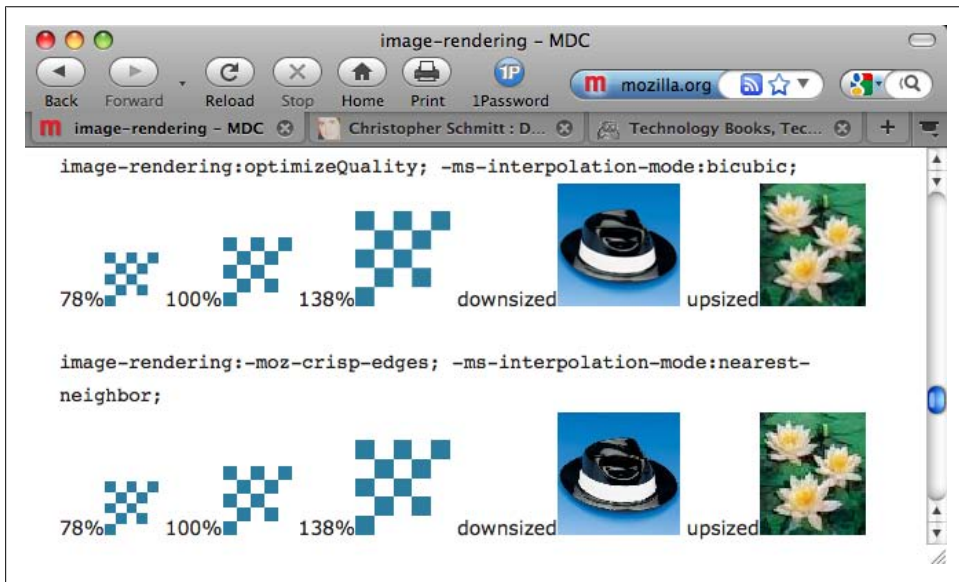 image-rendering – MDC
Back Forward Reload Stop Home Print 1Password
1P
m mozilla.org
m image-rendering – MDC Christopher Schmitt : D... Technology Books, Tec... +
image-rendering:optimizeQuality; -ms-interpolation-mode:bicubic;
78% 100% 138% downsized upsized
image-rendering:-moz-crisp-edges; -ms-interpolation-mode:nearest-
neighbor;
78% 100% 138% downsized upsized